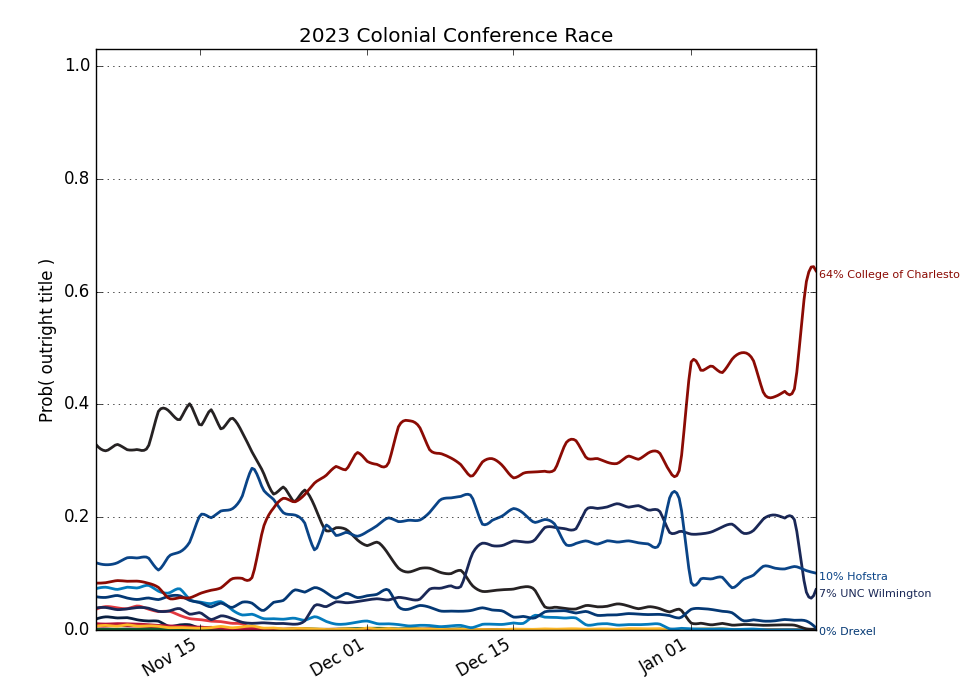 2023 Colonial Conference Race
Prob( outright title )
1.0
0.8
0.6
0.4
0.2
0.0
64% College of Charlesto
10% Hofstra
7% UNC Wilmington
0% Drexel
Nov 15
Dec 01
Dec 15
Jan 01